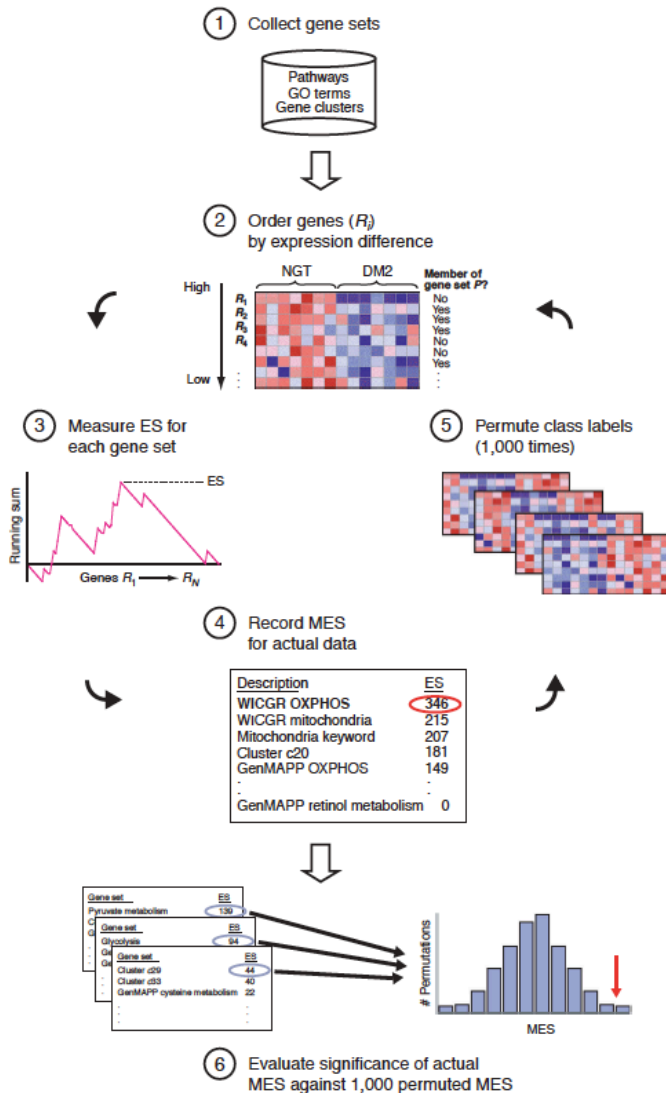 1 Collect gene sets
Pathways
GO terms
Gene clusters
2 Order genes (Ri)
by expression difference
NGT DM2 Member of
gene set P?
High
R1 No
R2 Yes
Yes
R3 Yes
R4 No
No
Yes
Low
3 Measure ES for
each gene set
ES
Running sum
Genes R1 RN
5 Permute class labels
(1,000 times)
4 Record MES
for actual data
Description ES
WICGR OXPHOS 346
WICGR mitochondria 215
Mitochondria keyword 207
Cluster c20 181
GenMAPP OXPHOS 149
GenMAPP retinol metabolism 0
Gene set ES
Pyruvate metabolism 139
C
G
Gene set ES
Glycolysis 94
Ge
Ge
Gene set ES
Cluster c29 44
Cluster c33 40
GenMAPP cysteine metabolism 22
# Permutations
MES
6 Evaluate significance of actual
MES against 1,000 permuted MES